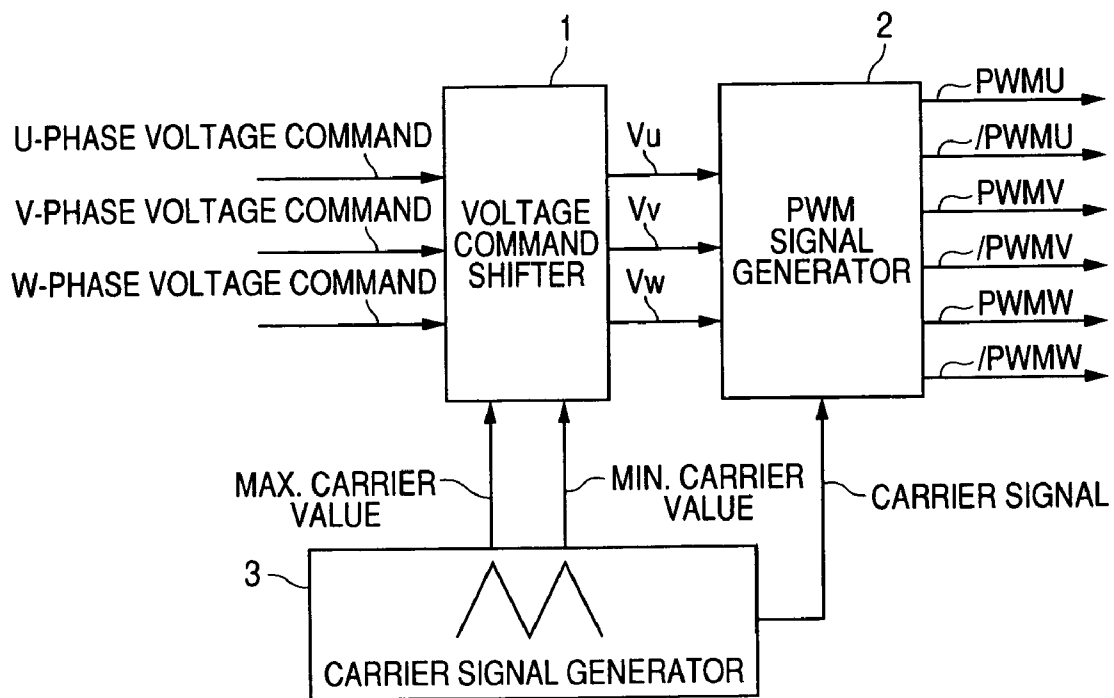 1
2
U-PHASE VOLTAGE COMMAND
V-PHASE VOLTAGE COMMAND
W-PHASE VOLTAGE COMMAND
VOLTAGE
COMMAND
SHIFTER
Vu
Vv
Vw
PWM
SIGNAL
GENERATOR
PWMU
/PWMU
PWMV
/PWMV
PWMW
/PWMW
MAX. CARRIER
VALUE
MIN. CARRIER
VALUE
CARRIER SIGNAL
3
CARRIER SIGNAL GENERATOR